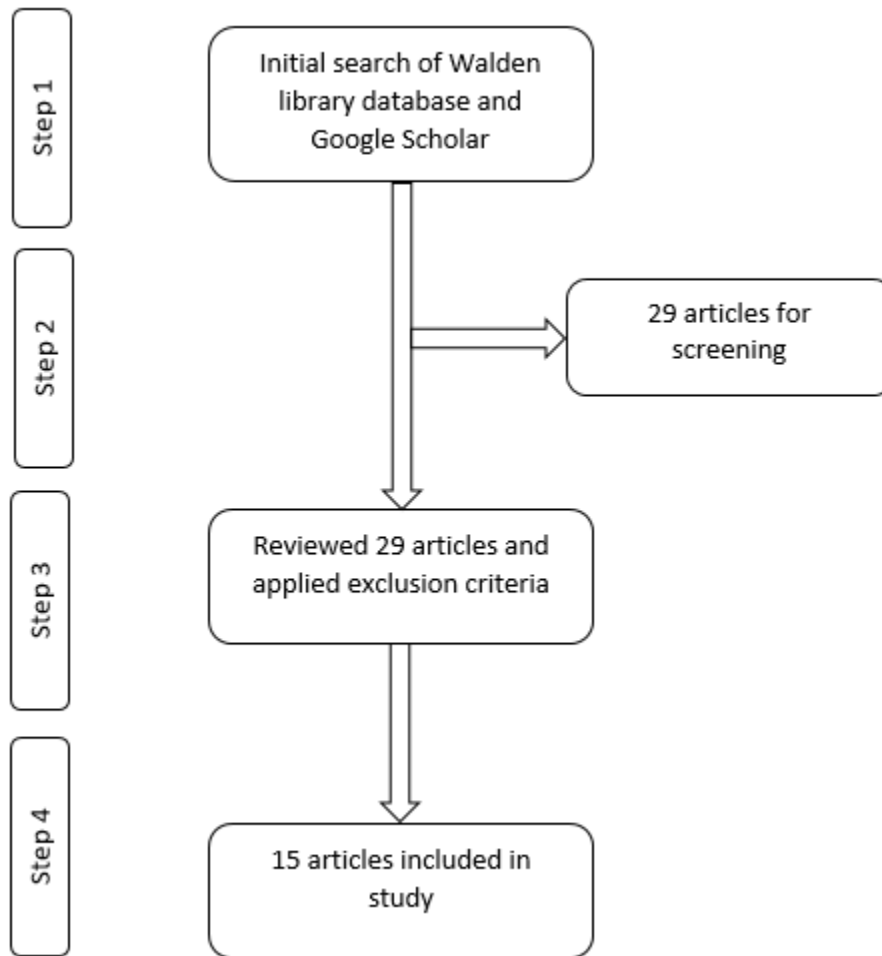 Step 1
Initial search of Walden
library database and
Google Scholar
Step 2
29 articles for
screening
Step 3
Reviewed 29 articles and
applied exclusion criteria
Step 4
15 articles included in
study